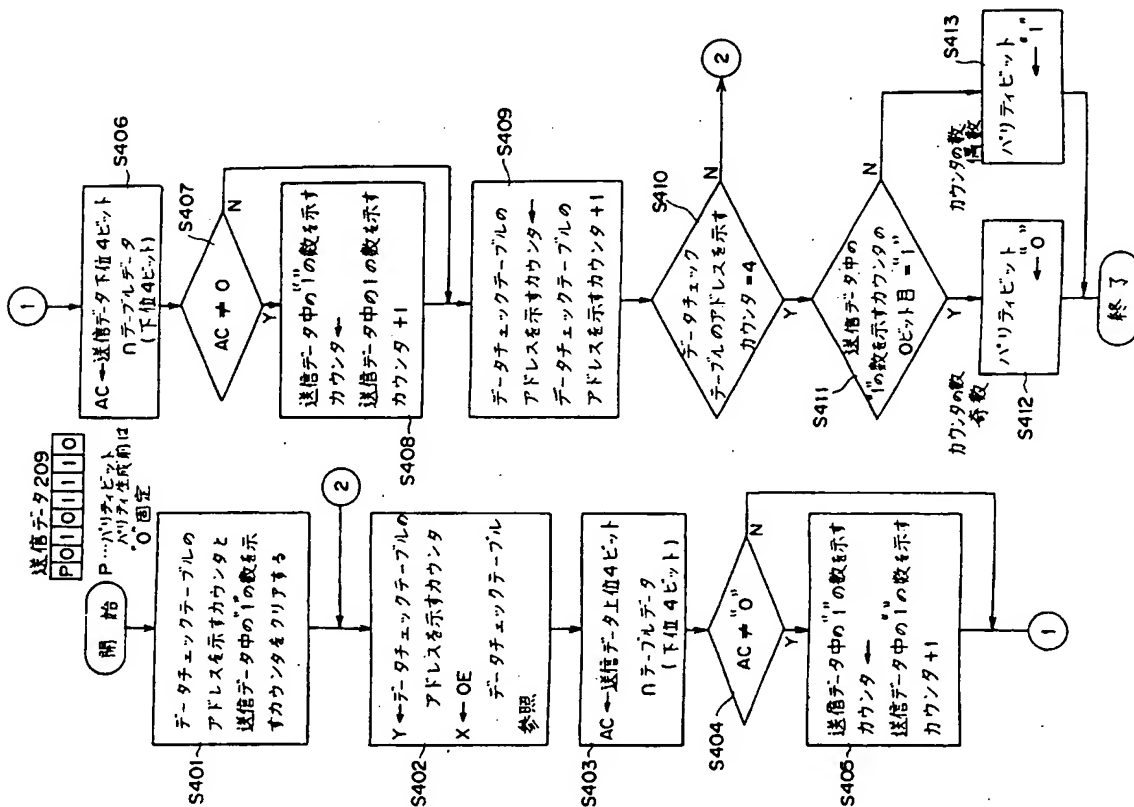 送信データ209
P0101110
P…パリティビット
パリティ生成前は
"0"固定
開始
S401
データチェックテーブルの
アドレスを示すカウンタと
送信データ中の"1"の数を示
すカウンタをクリアする
2
S402
Y←データチェックテーブルの
アドレスを示すカウンタ
X←0E
データチェックテーブル
参照
S403
AC←送信データ上位4ビット
∩テーブルデータ
(下位4ビット)
S404
AC≠"0"
N
Y
S405
送信データ中の"1"の数を示す
カウンタ←
送信データ中の"1"の数を示す
カウンタ+1
1
1
S406
AC←送信データ下位4ビット
∩テーブルデータ
(下位4ビット)
S407
AC≠0
N
Y
S408
送信データ中の"1"の数を示す
カウンタ←
送信データ中の1の数を示す
カウンタ+1
S409
データチェックテーブルの
アドレスを示すカウンタ←
データチェックテーブルの
アドレスを示すカウンタ+1
S410
データチェック
テーブルのアドレスを示す
カウンタ=4
N
2
Y
S411
送信データ中の
"1"の数を示すカウンタの
0ビット目="1"
N
Y
カウンタの数
奇数
S412
パリティビット
←"0"
カウンタの数
偶数
S413
パリティビット
←"1"
終了